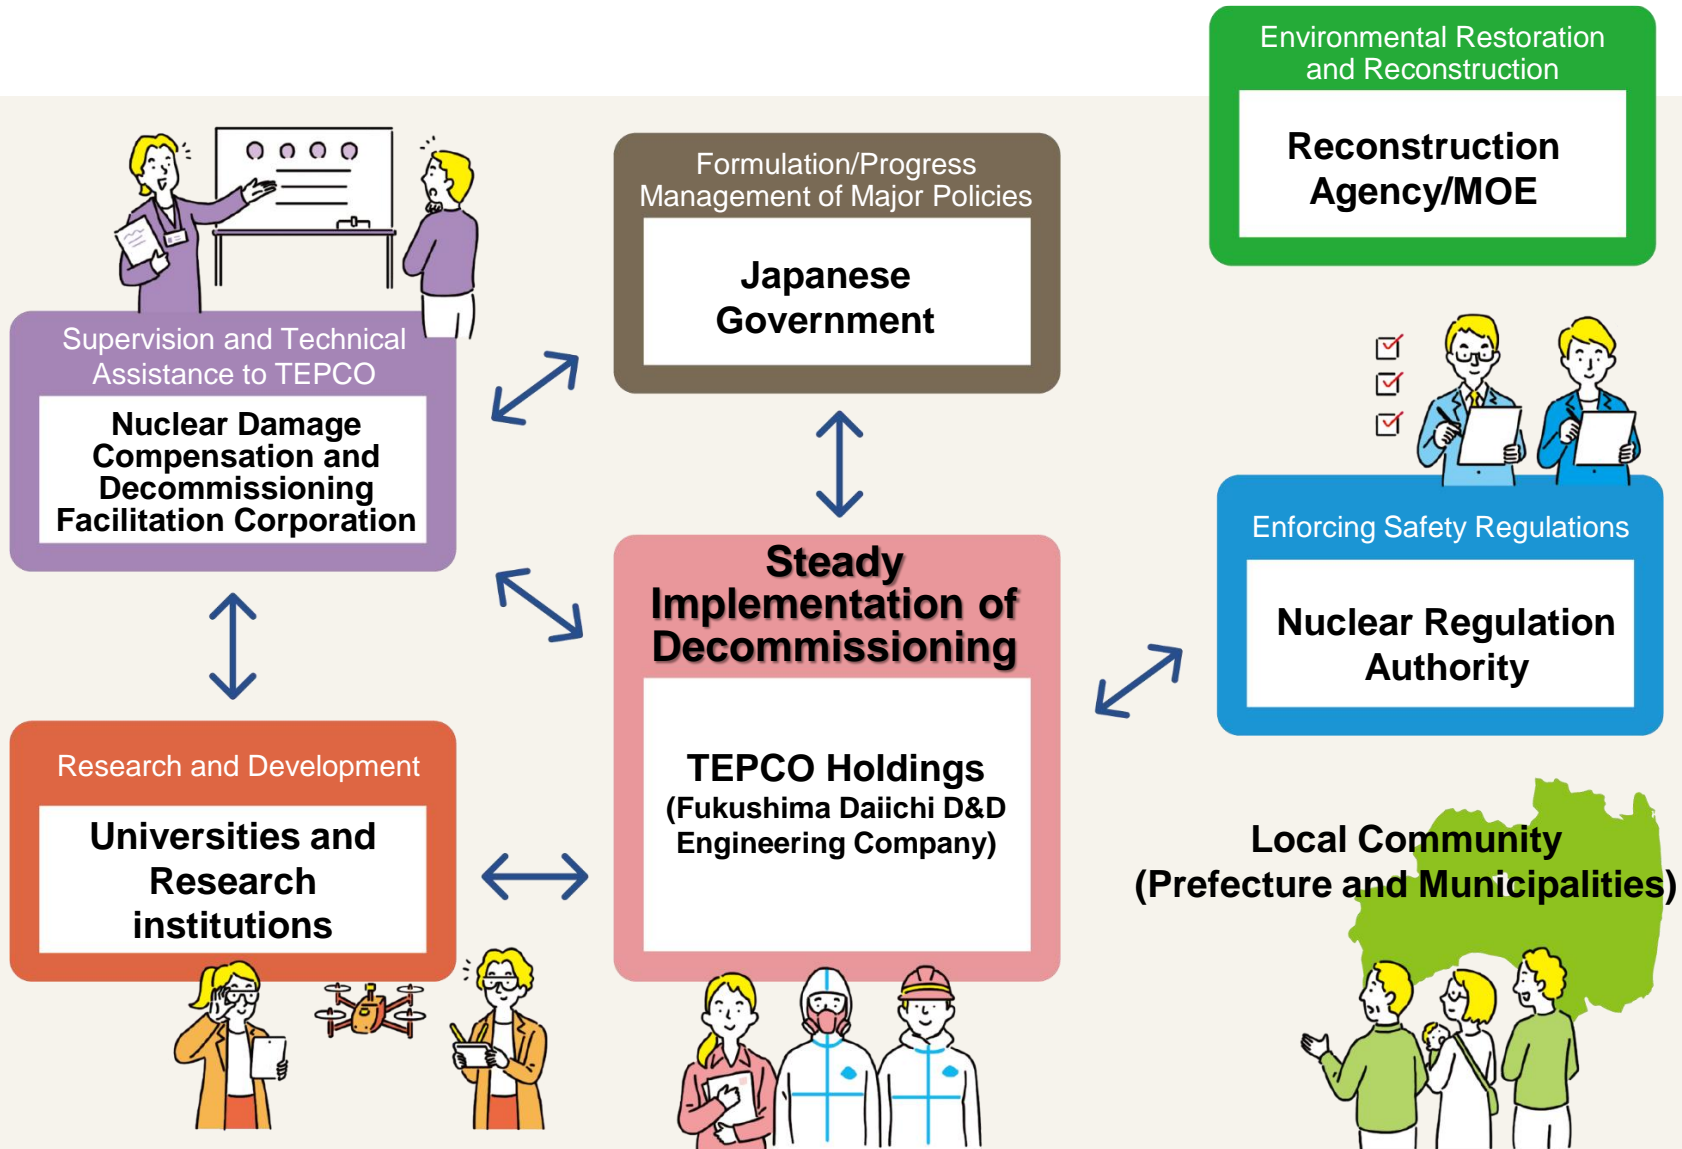 Environmental Restoration
and Reconstruction
Reconstruction
Agency/MOE
Formulation/Progress
Management of Major Policies
Japanese
Government
Supervision and Technical
Assistance to TEPCO
Nuclear Damage
Compensation and
Decommissioning
Facilitation Corporation
Steady
Implementation of
Decommissioning
TEPCO Holdings
(Fukushima Daiichi D&D
Engineering Company)
Enforcing Safety Regulations
Nuclear Regulation
Authority
Research and Development
Universities and
Research
institutions
Local Community
(Prefecture and Municipalities)